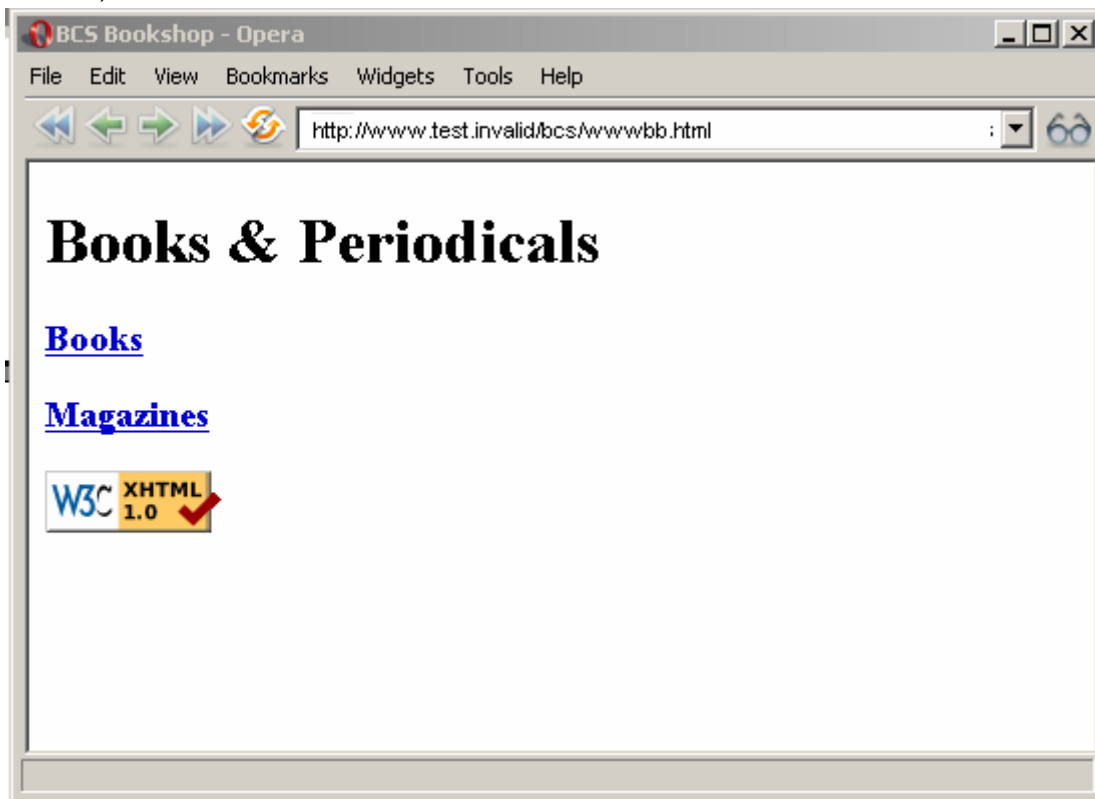 BCS Bookshop - Opera
File Edit View Bookmarks Widgets Tools Help
http://www.test.invalid/bcs/wwwbb.html
Books & Periodicals
Books
Magazines
W3C XHTML
1.0